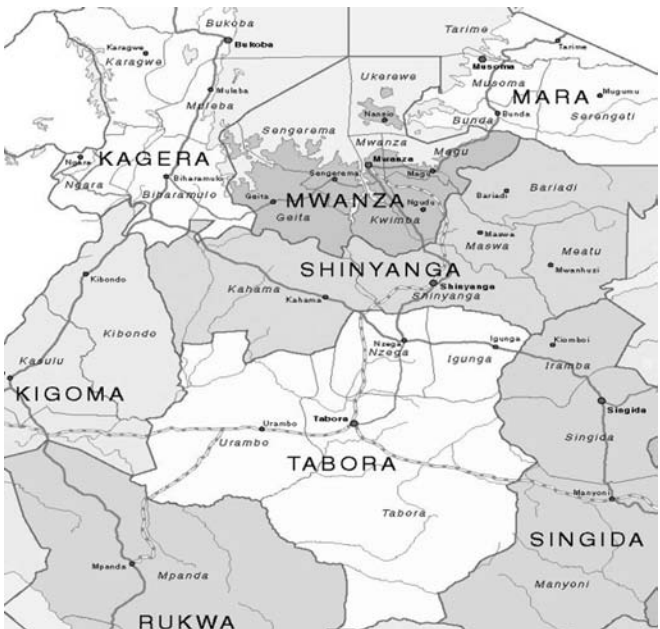 Bukoba
Tarime
Karagwe
Karagwe
Bukoba
Tarime
Musoma
Muleba
Muleba
Ukerewe
Musoma
MARA
Mugumu
Nansio
Bunda
Bunda
Serengeti
Sengerema
Mwanza
Ngara
KAGERA
Mwanza
Magu
Ngara
Biharamulo
Biharamulo
Sengerema
Magu
Bariadi
Bariadi
Geita
MWANZA
Ngudu
Geita
Kwimba
Maswa
Maswa
Meatu
Mwanhuzi
SHINYANGA
Kibondo
Kahama
Kahama
Shinyanga
Shinyanga
Kibondo
Nzega
Nzega
Igunga
Igunga
Kiomboi
Iramba
Kasulu
KIGOMA
Singida
Urambo
Tabora
Urambo
Singida
TABORA
Manyoni
Tabora
SINGIDA
Mpanda
Mpanda
Manyoni
RUKWA